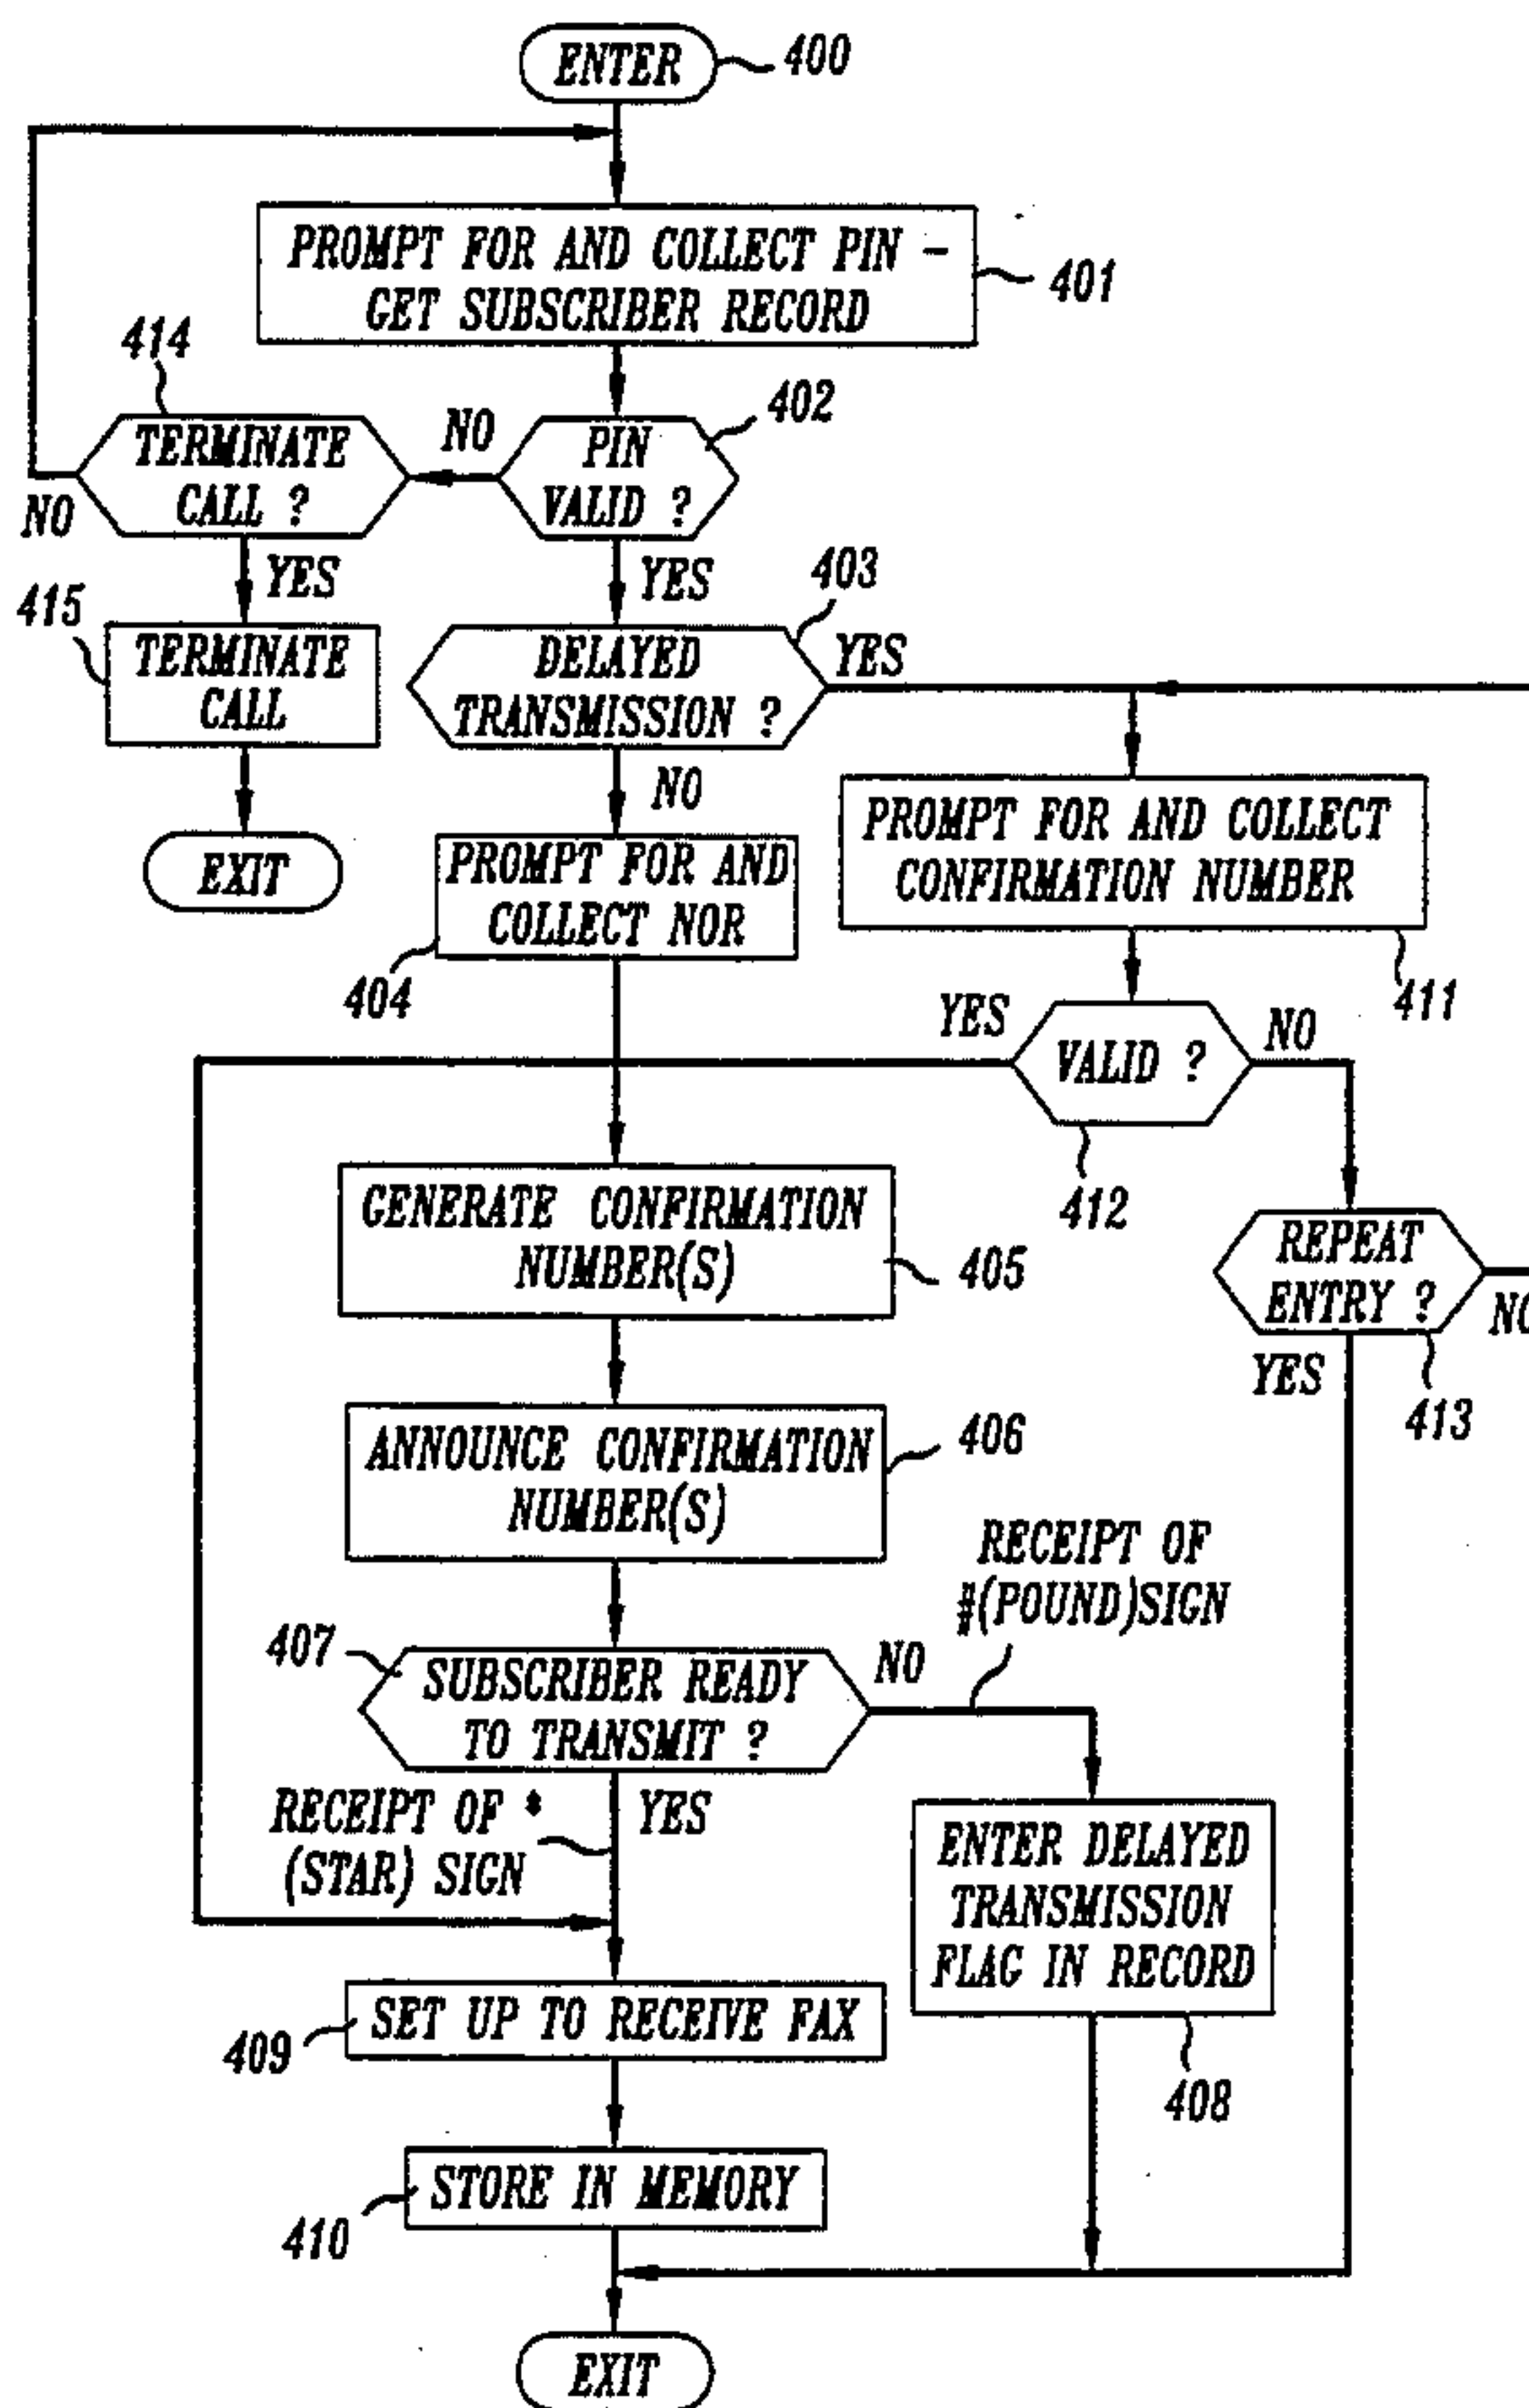 ENTER
400
PROMPT FOR AND COLLECT PIN -
GET SUBSCRIBER RECORD
401
414
TERMINATE
CALL ?
NO
NO
PIN
VALID ?
402
YES
YES
415
TERMINATE
CALL
EXIT
403
DELAYED
TRANSMISSION ?
YES
NO
PROMPT FOR AND
COLLECT NOR
404
PROMPT FOR AND COLLECT
CONFIRMATION NUMBER
411
YES
VALID ?
NO
412
GENERATE CONFIRMATION
NUMBER(S)
405
REPEAT
ENTRY ?
NO
YES
413
ANNOUNCE CONFIRMATION
NUMBER(S)
406
RECEIPT OF
#(POUND)SIGN
407
SUBSCRIBER READY
TO TRANSMIT ?
NO
RECEIPT OF *
(STAR) SIGN
YES
ENTER DELAYED
TRANSMISSION
FLAG IN RECORD
408
SET UP TO RECEIVE FAX
409
STORE IN MEMORY
410
EXIT